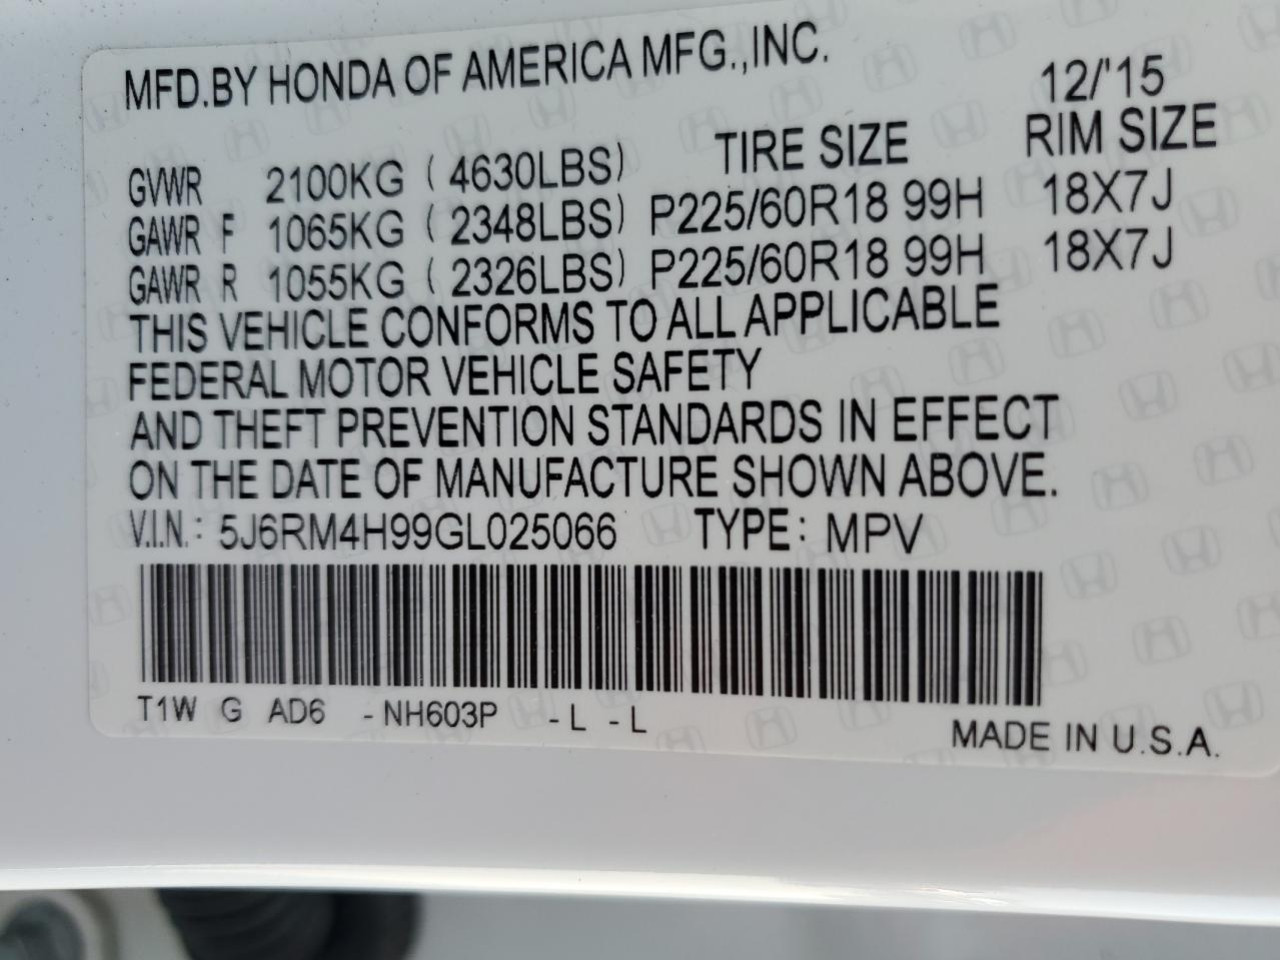 MFD.BY HONDA OF AMERICA MFG.,INC. 12/'15
TIRE SIZE RIM SIZE
GVWR 2100KG ( 4630LBS)
GAWR F 1065KG ( 2348LBS) P225/60R18 99H 18X7J
GAWR R 1055KG ( 2326LBS) P225/60R18 99H 18X7J
THIS VEHICLE CONFORMS TO ALL APPLICABLE
FEDERAL MOTOR VEHICLE SAFETY
AND THEFT PREVENTION STANDARDS IN EFFECT
ON THE DATE OF MANUFACTURE SHOWN ABOVE.
V.I.N.: 5J6RM4H99GL025066 TYPE: MPV
T1W G AD6 -NH603P -L -L
MADE IN U.S.A.